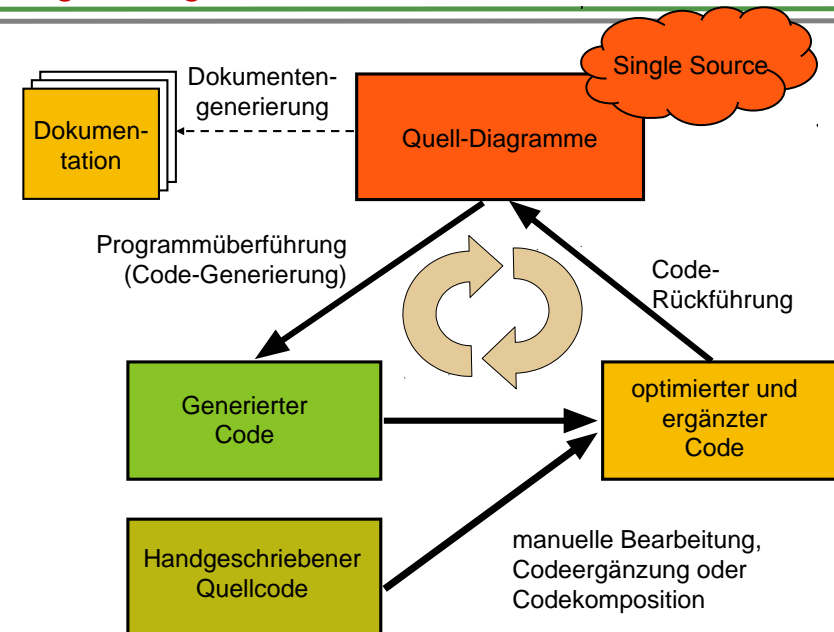 Single Source
Dokumenten-
generierung
Dokumen-
tation
Quell-Diagramme
Programmüberführung
(Code-Generierung)
Code-
Rückführung
Generierter
Code
optimierter und
ergänzter
Code
Handgeschriebener
Quellcode
manuelle Bearbeitung,
Codeergänzung oder
Codekomposition